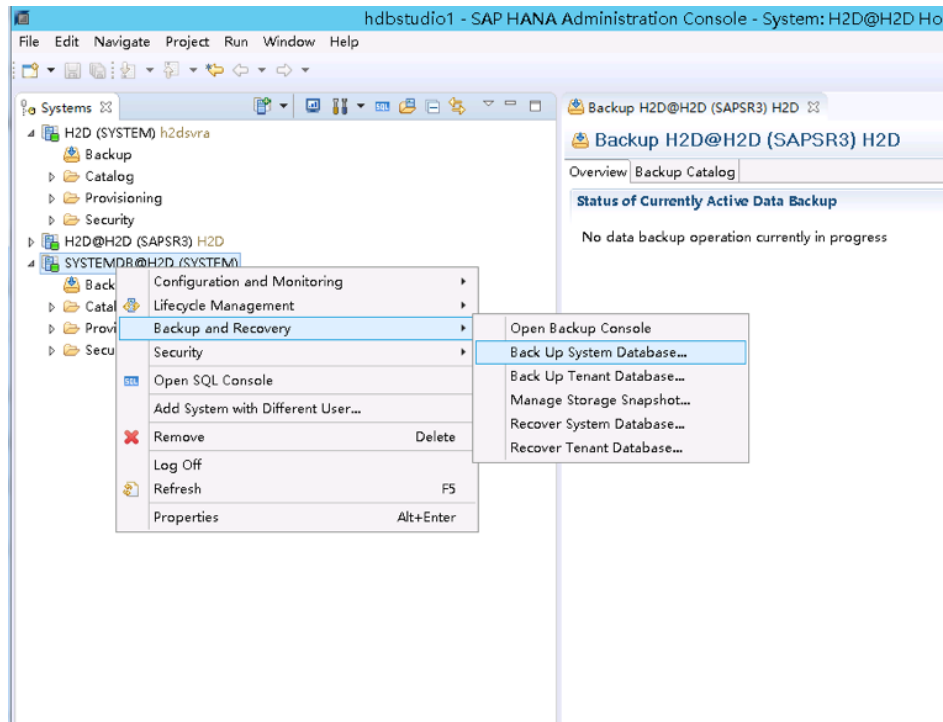 hdbstudio1 - SAP HANA Administration Console - System: H2D@H2D Ho
File Edit Navigate Project Run Window Help
Systems
H2D (SYSTEM) h2dsvra
Backup
Catalog
Provisioning
Security
H2D@H2D (SAPSR3) H2D
SYSTEMDB@H2D (SYSTEM)
Back
Catal
Provi
Secu
Configuration and Monitoring
Lifecycle Management
Backup and Recovery
Security
SQL Open SQL Console
Add System with Different User...
Remove Delete
Log Off
Refresh F5
Properties Alt+Enter
Open Backup Console
Back Up System Database...
Back Up Tenant Database...
Manage Storage Snapshot...
Recover System Database...
Recover Tenant Database...
Backup H2D@H2D (SAPSR3) H2D
Backup H2D@H2D (SAPSR3) H2D
Overview Backup Catalog
Status of Currently Active Data Backup
No data backup operation currently in progress